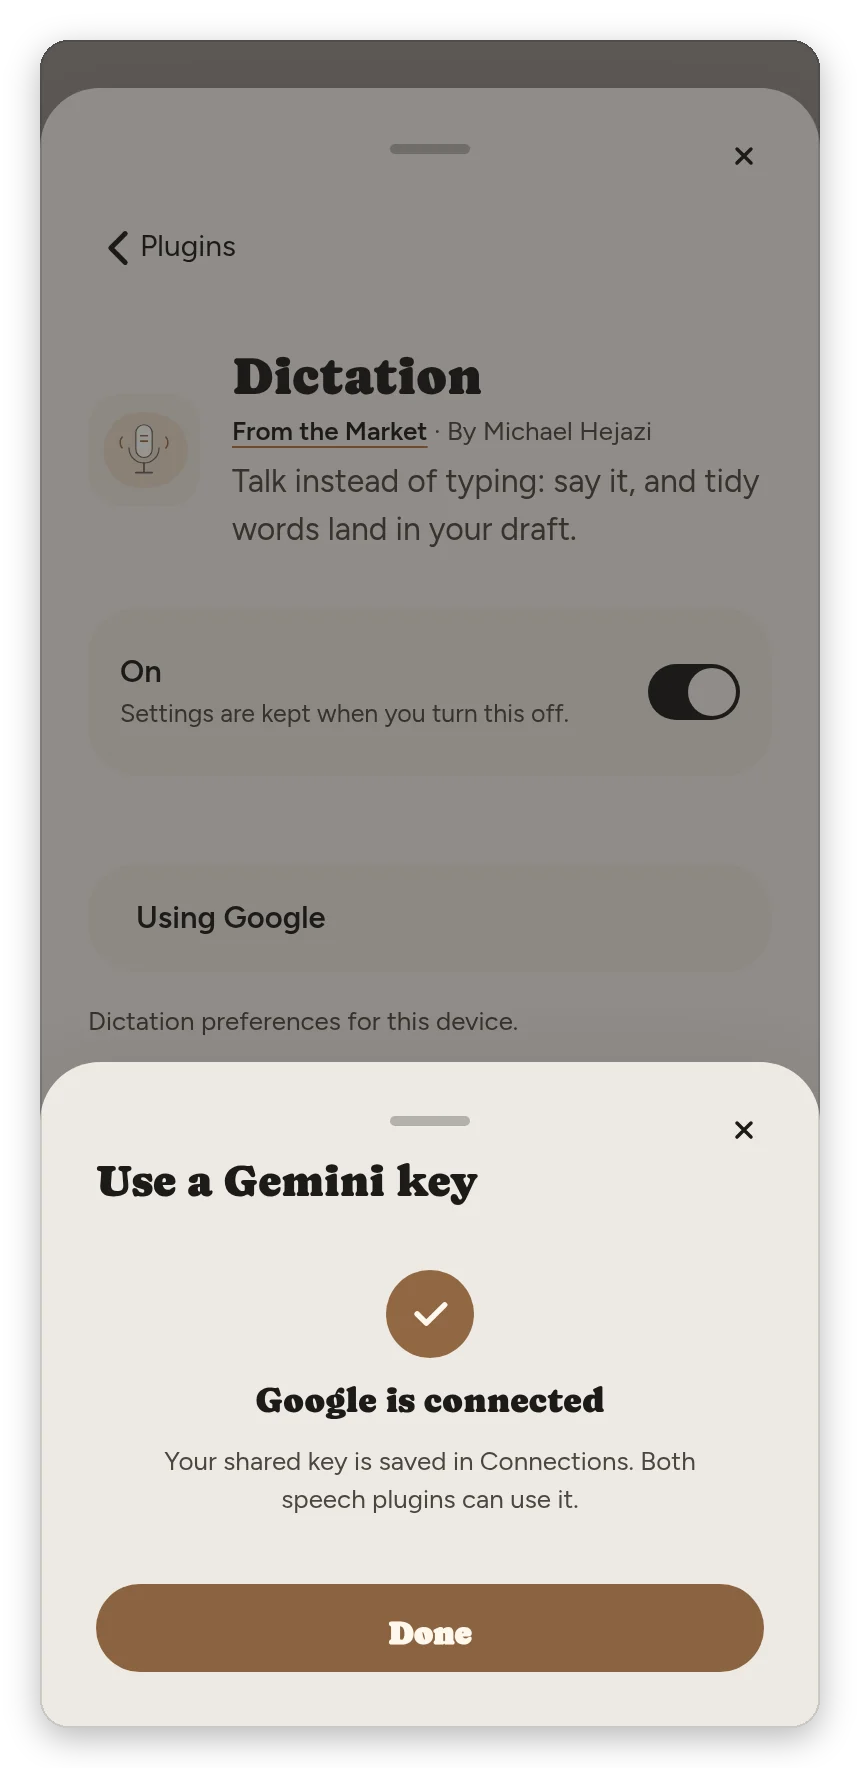 Plugins
Dictation
From the Market · By Michael Hejazi
Talk instead of typing: say it, and tidy
words land in your draft.
On
Settings are kept when you turn this off.
Using Google
Dictation preferences for this device.
Use a Gemini key
Google is connected
Your shared key is saved in Connections. Both
speech plugins can use it.
Done